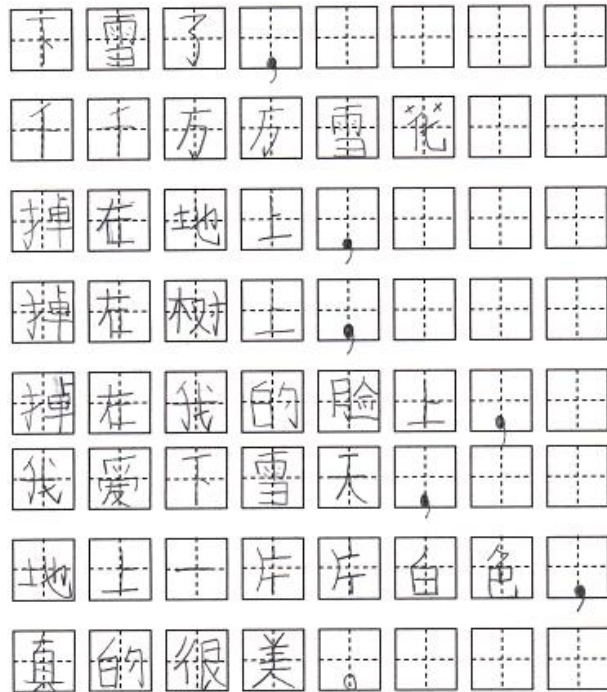 下雪了,
千千万万雪花
掉在地上,
掉在树上,
掉在我的脸上,
我爱下雪天,
地上一片片白色,
真的很美。